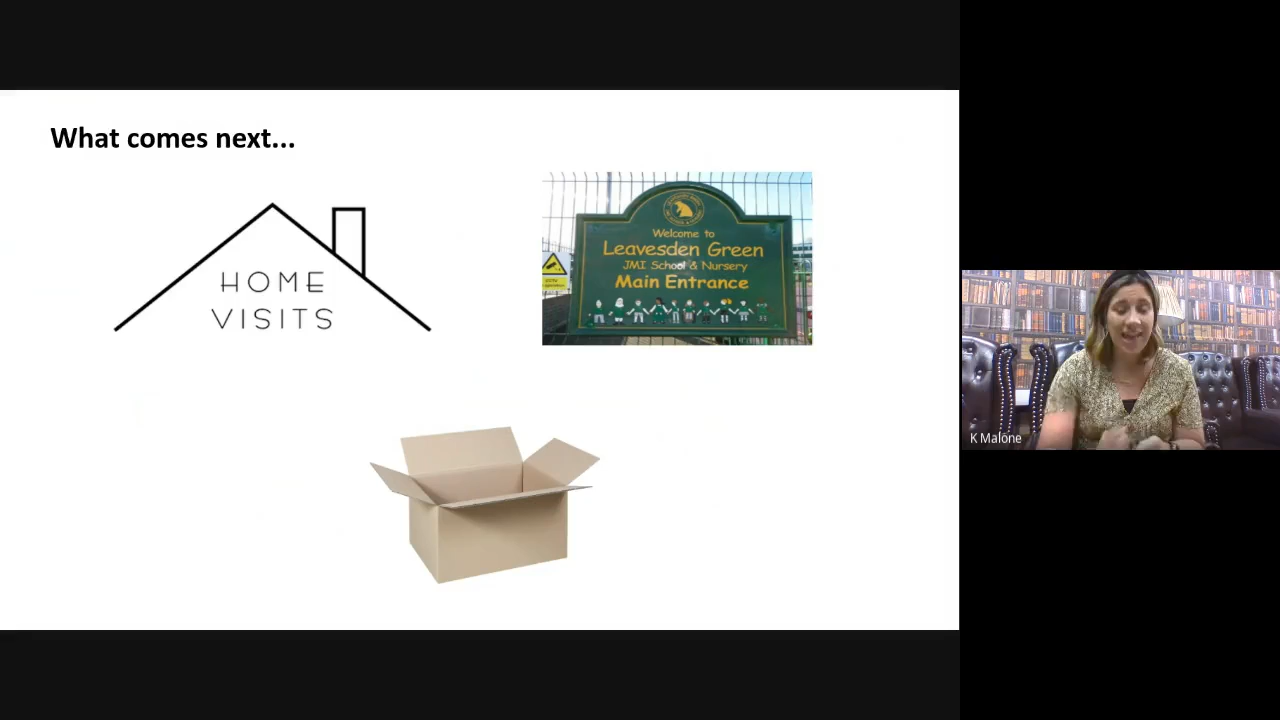 What comes next...
HOME
VISITS
Welcome to
Leavesden Green
JMI School & Nursery
Main Entrance
K Malone